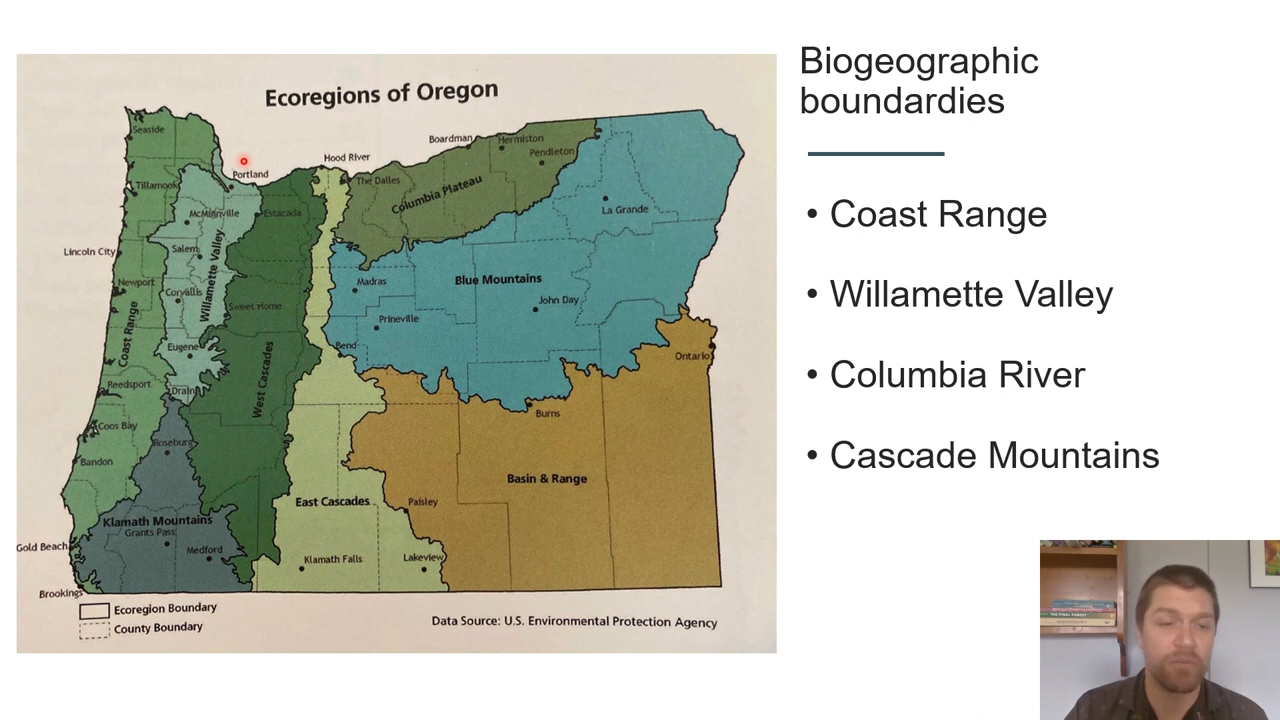 Ecoregions of Oregon
Seaside
Portland
Hood River
Boardman
Hermiston
Pendleton
Tillamook
The Dalles
Columbia Plateau
McMinnville
Estacada
La Grande
Lincoln City
Salem
Willamette Valley
Newport
Corvallis
Sweet Home
Madras
Blue Mountains
John Day
Coast Range
Prineville
Eugene
Bend
Ontario
Reedsport
Drain
West Cascades
Burns
Coos Bay
Roseburg
Bandon
Basin & Range
East Cascades
Paisley
Klamath Mountains
Grants Pass
Gold Beach
Medford
Klamath Falls
Lakeview
Brookings
Ecoregion Boundary
County Boundary
Data Source: U.S. Environmental Protection Agency
Biogeographic
boundardies
• Coast Range
• Willamette Valley
• Columbia River
• Cascade Mountains